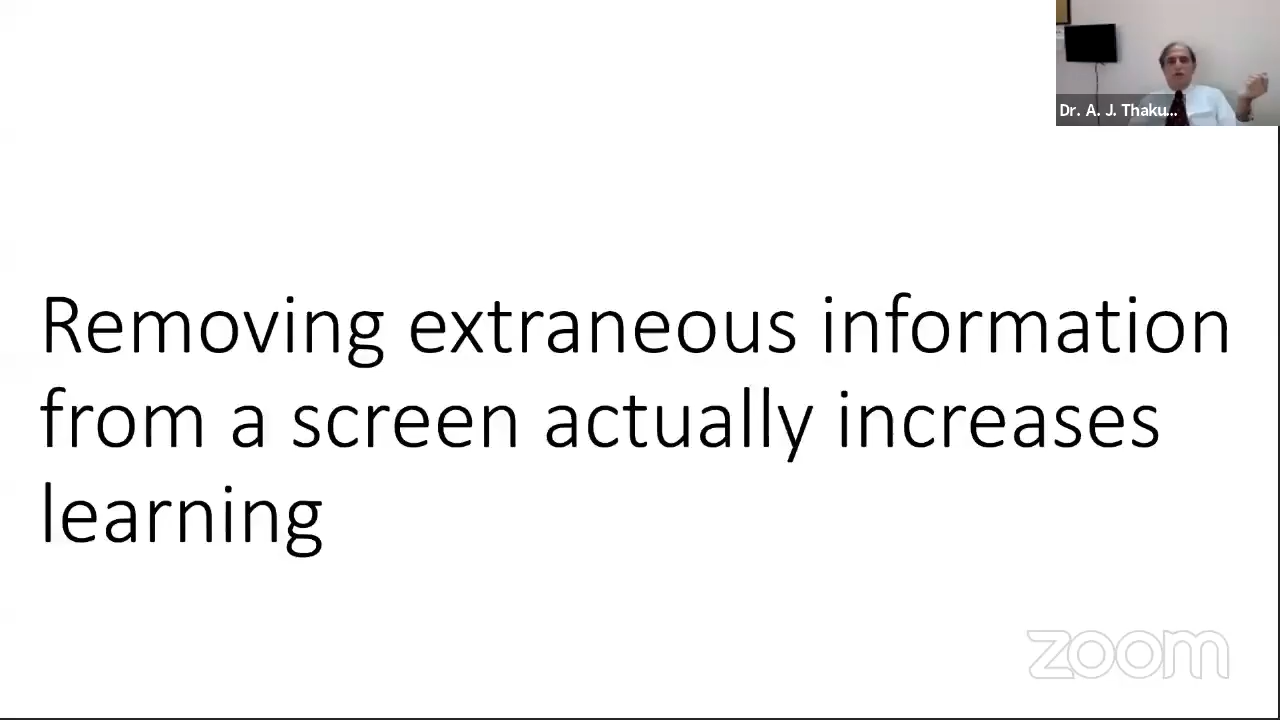 Dr. A. J. Thaku...
Removing extraneous information
from a screen actually increases
learning
zoom